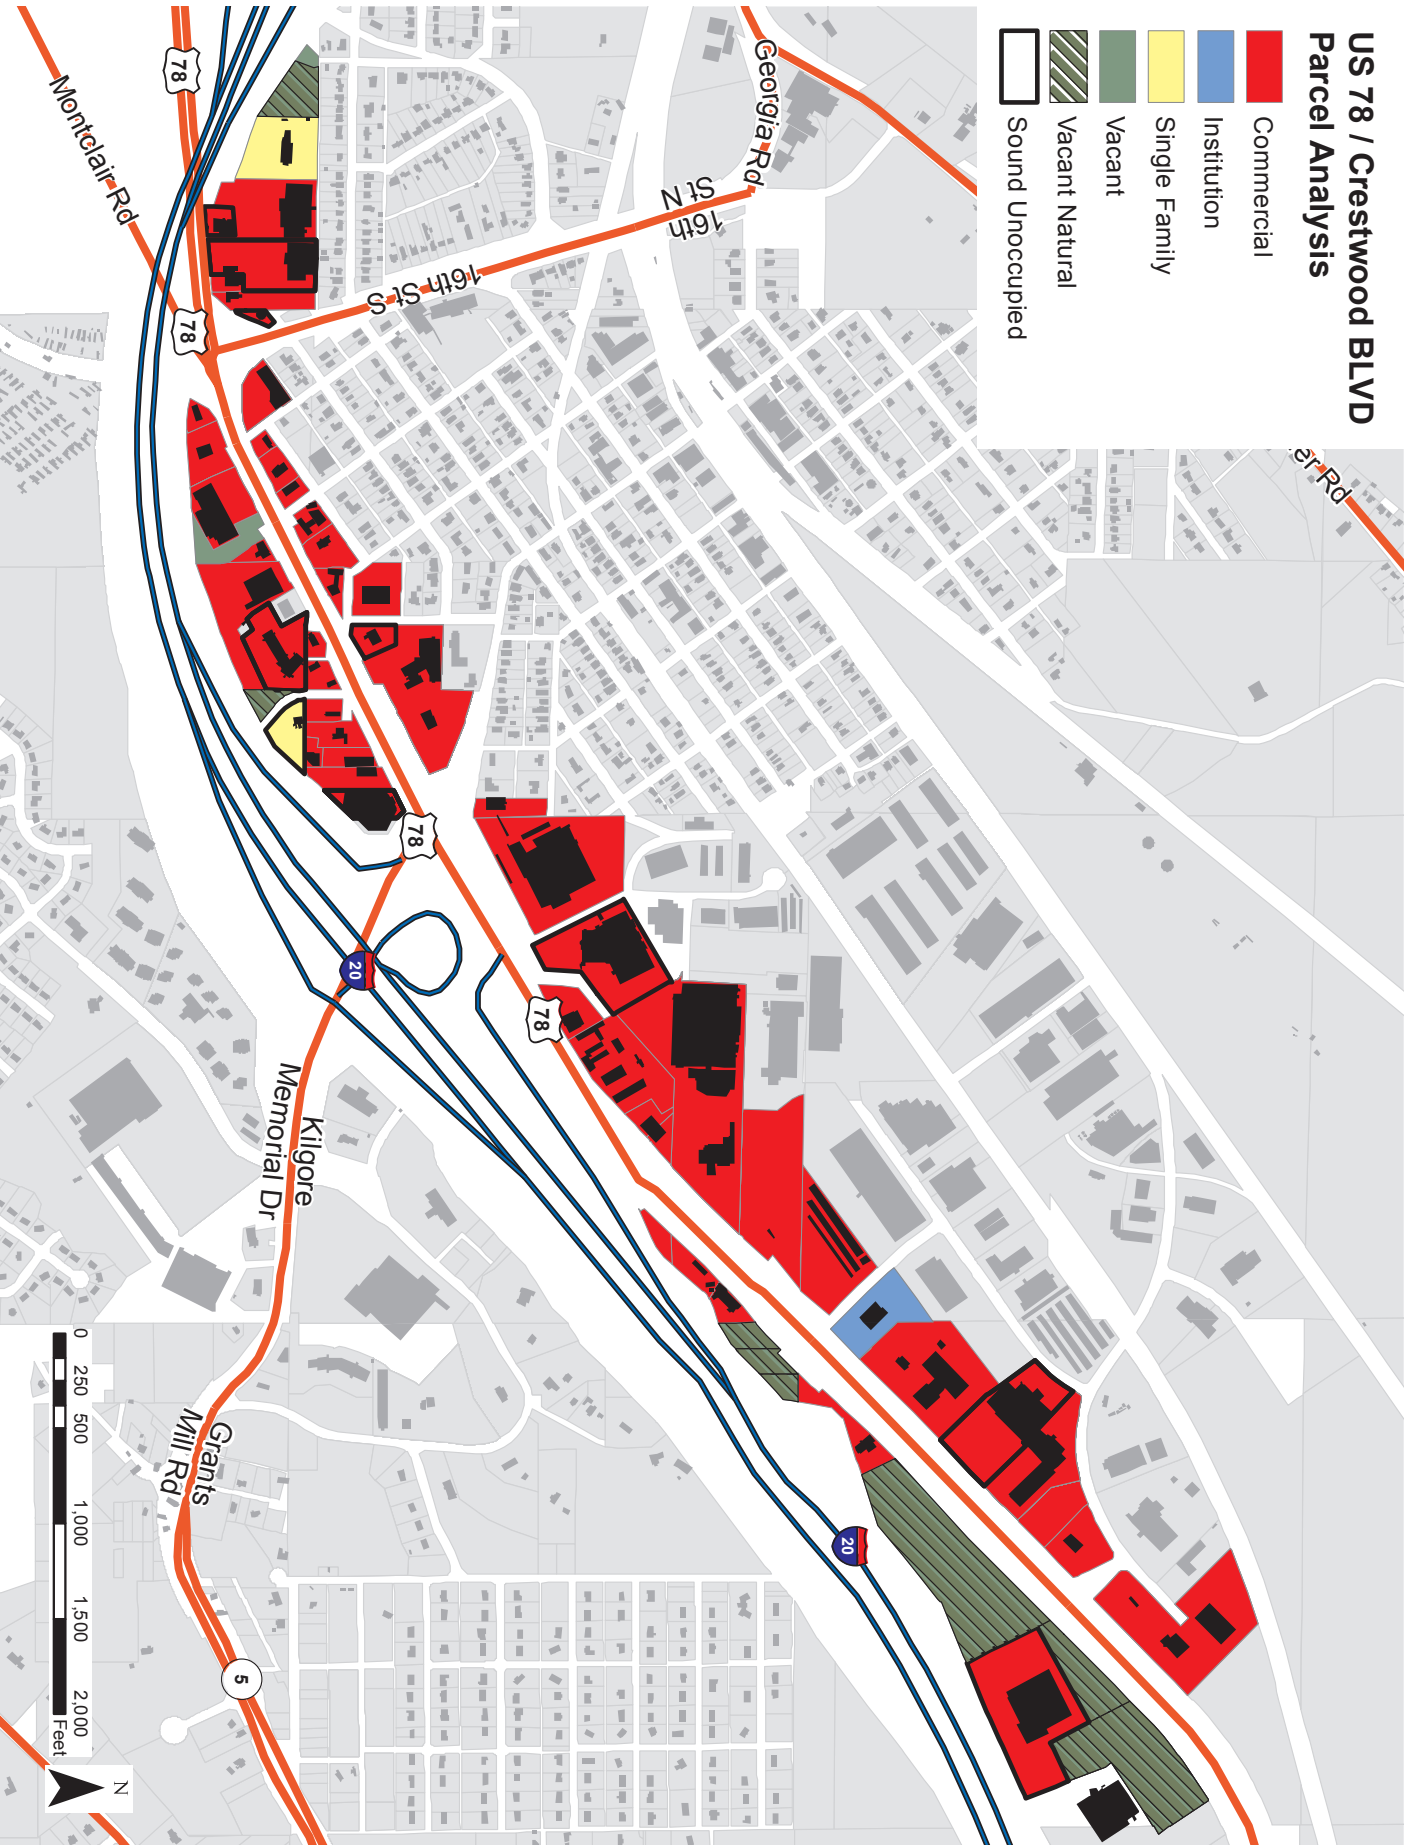 US 78 / Crestwood BLVD
Parcel Analysis
Commercial
Institution
Single Family
Vacant
Vacant Natural
Sound Unoccupied
er Rd
Georgia Rd
16th
St N
16th St S
Montclair Rd
78
78
78
78
20
20
Kilgore
Memorial Dr
Grants
Mill Rd
5
0 250 500 1,000 1,500 2,000
Feet
N